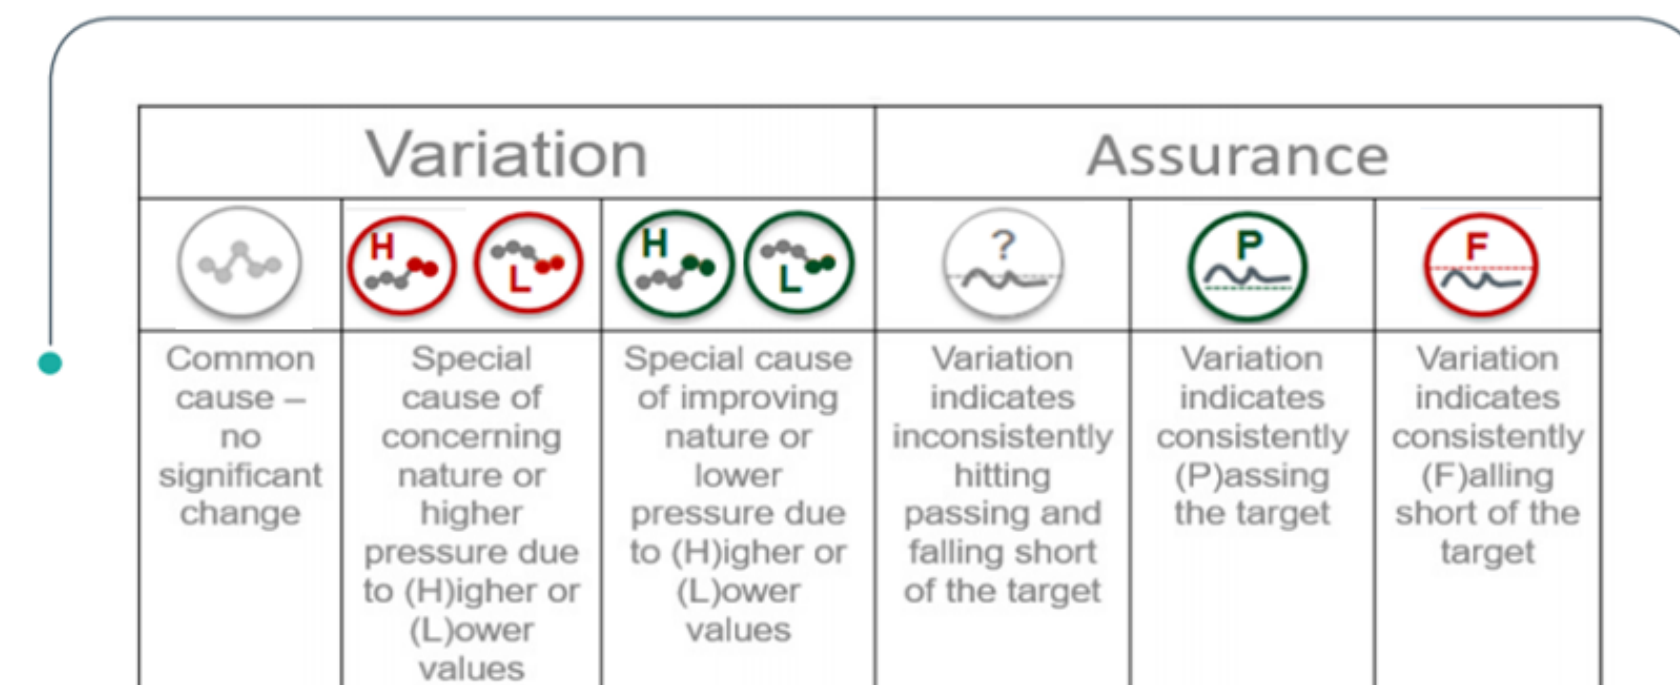 Variation
Assurance
H
L
H
L
?
P
F
Common
cause –
no
significant
change
Special
cause of
concerning
nature or
higher
pressure due
to (H)igher or
(L)ower
values
Special cause
of improving
nature or
lower
pressure due
to (H)igher or
(L)ower
values
Variation
indicates
inconsistently
hitting
passing and
falling short
of the target
Variation
indicates
consistently
(P)assing
the target
Variation
indicates
consistently
(F)alling
short of the
target